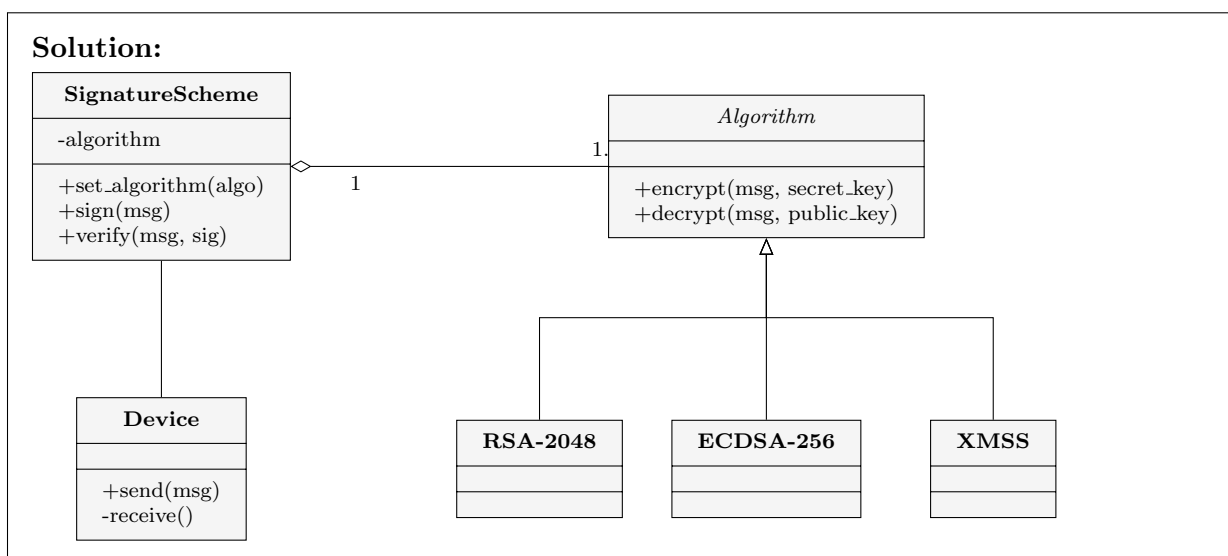 Solution:
SignatureScheme
-algorithm
+set_algorithm(algo)
+sign(msg)
+verify(msg, sig)
1
1.
Algorithm
+encrypt(msg, secret_key)
+decrypt(msg, public_key)
Device
+send(msg)
-receive()
RSA-2048
ECDSA-256
XMSS